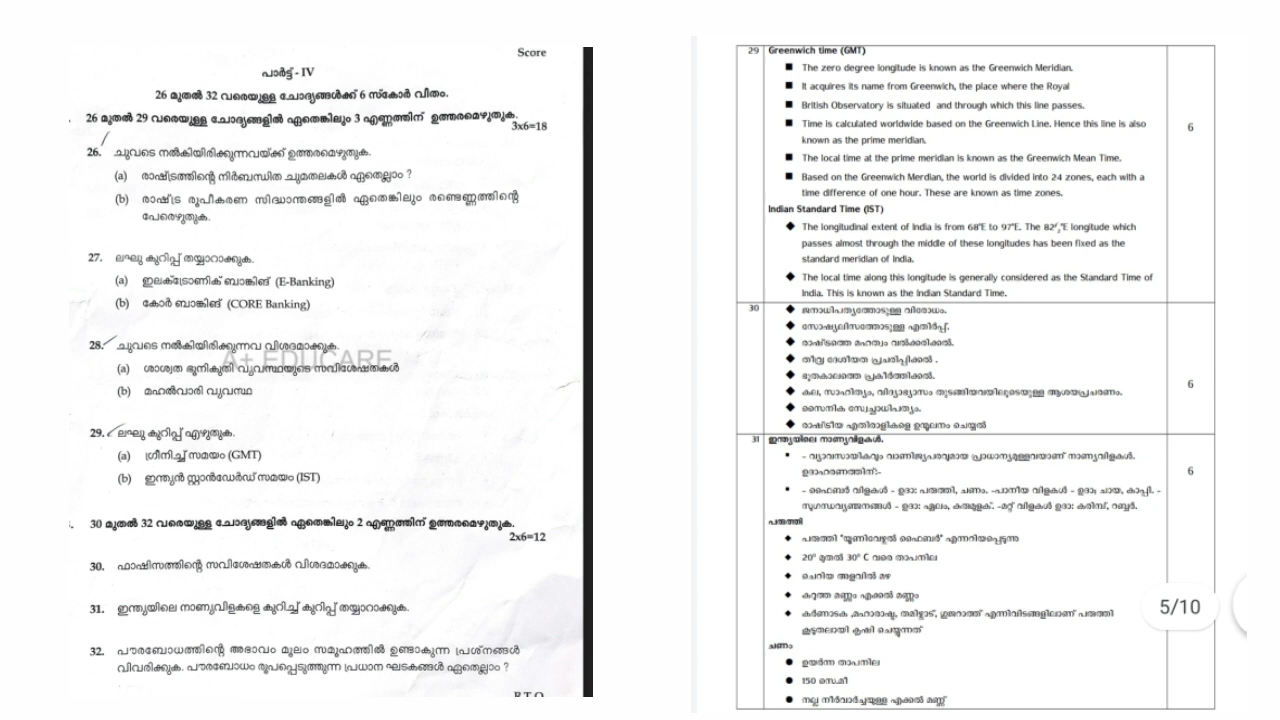 Score
പാർട്ട് - IV
26 മുതൽ 32 വരെയുള്ള ചോദ്യങ്ങൾക്ക് 6 സ്കോർ വീതം.
26 മുതൽ 29 വരെയുള്ള ചോദ്യങ്ങളിൽ ഏതെങ്കിലും 3 എണ്ണത്തിന് ഉത്തരമെഴുതുക.
3x6=18
26. ചുവടെ നൽകിയിരിക്കുന്നവയ്ക്ക് ഉത്തരമെഴുതുക.
(a) രാഷ്ട്രത്തിന്റെ നിർബന്ധിത ചുമതലകൾ ഏതെല്ലാം ?
(b) രാഷ്ട്ര രൂപീകരണ സിദ്ധാന്തങ്ങളിൽ ഏതെങ്കിലും രണ്ടെണ്ണത്തിന്റെ
പേരെഴുതുക.
27. ലഘു കുറിപ്പ് തയ്യാറാക്കുക.
(a) ഇലക്ട്രോണിക് ബാങ്കിങ് (E-Banking)
(b) കോർ ബാങ്കിങ് (CORE Banking)
28. ചുവടെ നൽകിയിരിക്കുന്നവ വിശദമാക്കുക.
A+ EDUCARE
(a) ശാശ്വത ഭൂനികുതി വ്യവസ്ഥയുടെ സവിശേഷതകൾ
(b) മഹൽവാരി വ്യവസ്ഥ
29. ലഘു കുറിപ്പ് എഴുതുക.
(a) ഗ്രീനിച്ച് സമയം (GMT)
(b) ഇന്ത്യൻ സ്റ്റാൻഡേർഡ് സമയം (IST)
30 മുതൽ 32 വരെയുള്ള ചോദ്യങ്ങളിൽ ഏതെങ്കിലും 2 എണ്ണത്തിന് ഉത്തരമെഴുതുക.
2x6=12
30. ഫാഷിസത്തിന്റെ സവിശേഷതകൾ വിശദമാക്കുക.
31. ഇന്ത്യയിലെ നാണ്യവിളകളെ കുറിച്ച് കുറിപ്പ് തയ്യാറാക്കുക.
32. പൗരബോധത്തിന്റെ അഭാവം മൂലം സമൂഹത്തിൽ ഉണ്ടാകുന്ന പ്രശ്നങ്ങൾ
വിവരിക്കുക. പൗരബോധം രൂപപ്പെടുത്തുന്ന പ്രധാന ഘടകങ്ങൾ ഏതെല്ലാം ?
P.T.O.
29 Greenwich time (GMT)
The zero degree longitude is known as the Greenwich Meridian.
It acquires its name from Greenwich, the place where the Royal
British Observatory is situated and through which this line passes.
Time is calculated worldwide based on the Greenwich Line. Hence this line is also
6
known as the prime meridian.
The local time at the prime meridian is known as the Greenwich Mean Time.
Based on the Greenwich Merdian, the world is divided into 24 zones, each with a
time difference of one hour. These are known as time zones.
Indian Standard Time (IST)
The longitudinal extent of India is from 68°E to 97°E. The 82½°E longitude which
passes almost through the middle of these longitudes has been fixed as the
standard meridian of India.
The local time along this longitude is generally considered as the Standard Time of
India. This is known as the Indian Standard Time.
30 ജനാധിപത്യത്തോടുള്ള വിരോധം.
സോഷ്യലിസത്തോടുള്ള എതിർപ്പ്.
രാഷ്ട്രത്തെ മഹത്വം വൽക്കരിക്കൽ.
തീവ്ര ദേശീയത പ്രചരിപ്പിക്കൽ .
ഭൂതകാലത്തെ പ്രകീർത്തിക്കൽ.
6
കല, സാഹിത്യം, വിദ്യാഭ്യാസം തുടങ്ങിയവയിലൂടെയുള്ള ആശയപ്രചരണം.
സൈനിക സ്വേച്ഛാധിപത്യം.
രാഷ്ട്രീയ എതിരാളികളെ ഉന്മൂലനം ചെയ്യൽ
31 ഇന്ത്യയിലെ നാണ്യവിളകൾ.
- വ്യാവസായികവും വാണിജ്യപരവുമായ പ്രാധാന്യമുള്ളവയാണ് നാണ്യവിളകൾ.
ഉദാഹരണത്തിന്:-
6
- ഫൈബർ വിളകൾ - ഉദാ: പരുത്തി, ചണം. -പാനീയ വിളകൾ - ഉദാ; ചായ, കാപ്പി. -
സുഗന്ധവ്യഞ്ജനങ്ങൾ - ഉദാ: ഏലം, കുരുമുളക്. -മറ്റ് വിളകൾ ഉദാ: കരിമ്പ്, റബ്ബർ.
പരുത്തി
പരുത്തി "യൂണിവേഴ്സൽ ഫൈബർ" എന്നറിയപ്പെടുന്നു
20° മുതൽ 30° C വരെ താപനില
ചെറിയ അളവിൽ മഴ
കറുത്ത മണ്ണും എക്കൽ മണ്ണും
കർണാടക ,മഹാരാഷ്ട്ര, തമിഴ്നാട്, ഗുജറാത്ത് എന്നിവിടങ്ങളിലാണ് പരുത്തി
5/10
കൂടുതലായി കൃഷി ചെയ്യുന്നത്
ചണം
ഉയർന്ന താപനില
150 സെ.മീ
നല്ല നീർവാർച്ചയുള്ള എക്കൽ മണ്ണ്